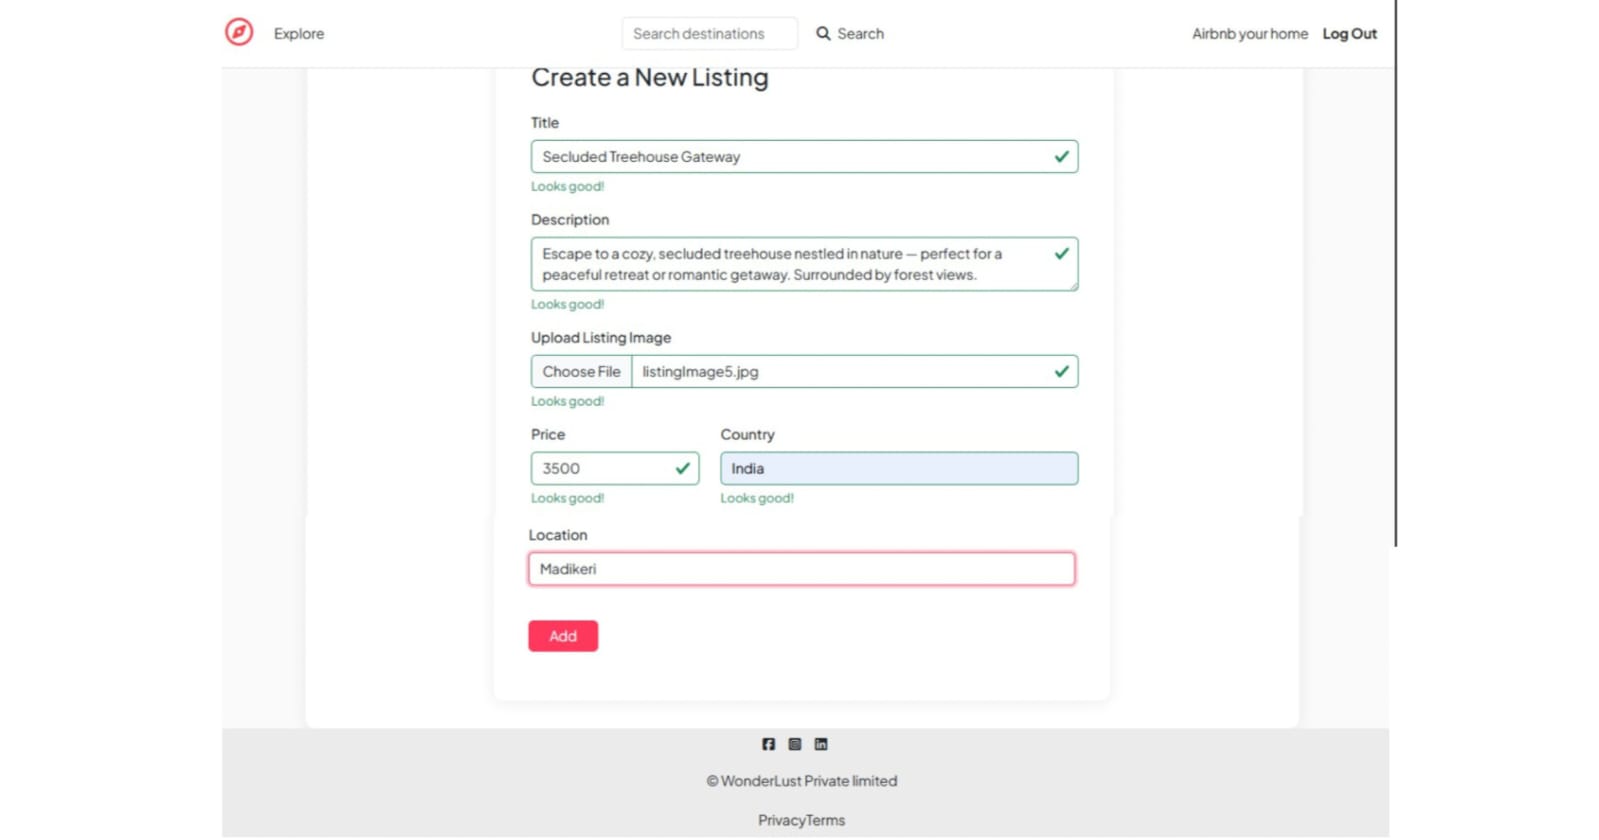 Explore
Search destinations
Search
Airbnb your home
Log Out
Create a New Listing
Title
Secluded Treehouse Gateway
Looks good!
Description
Escape to a cozy, secluded treehouse nestled in nature — perfect for a
peaceful retreat or romantic getaway. Surrounded by forest views.
Looks good!
Upload Listing Image
Choose File listingImage5.jpg
Looks good!
Price
Country
3500
India
Looks good!
Looks good!
Location
Madikeri
Add
© WonderLust Private limited
PrivacyTerms